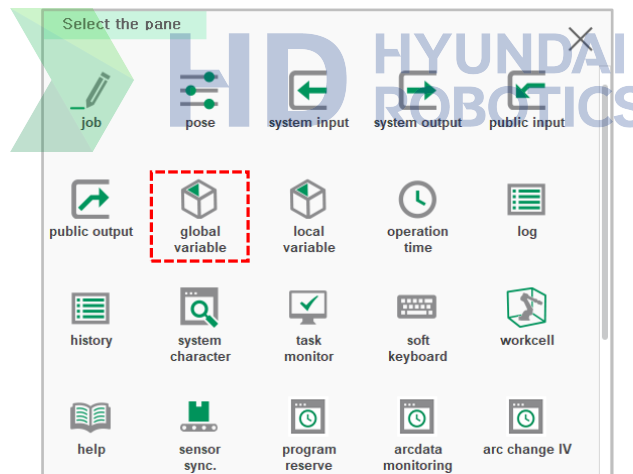 Select the pane
HD HYUNDAI
ROBOTICS
job
pose
system input
system output
public input
public output
global
variable
local
variable
operation
time
log
history
system
character
task
monitor
soft
keyboard
workcell
help
sensor
sync.
program
reserve
arcdata
monitoring
arc change IV